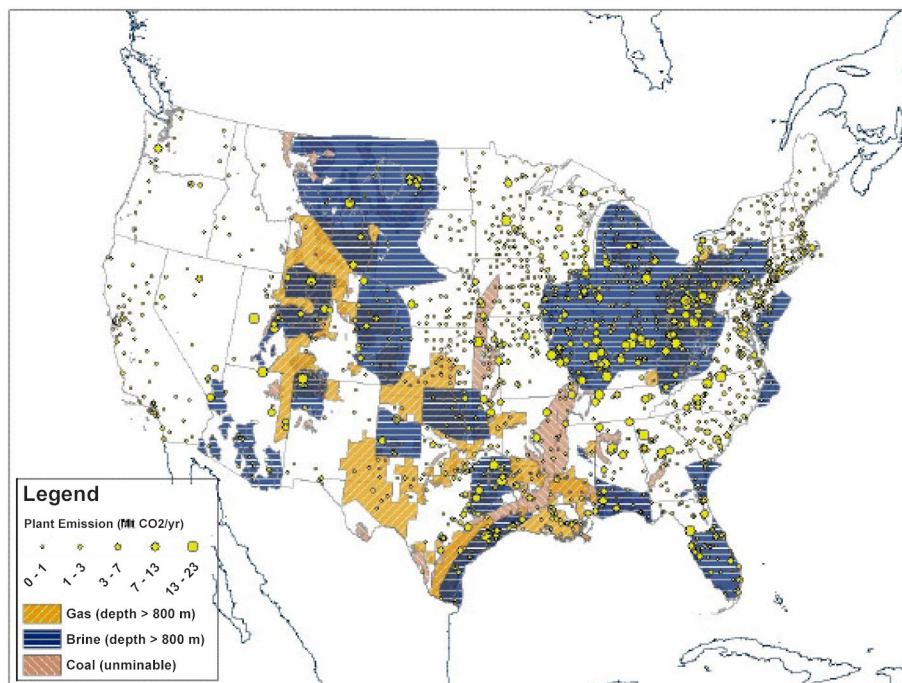 Legend
Plant Emission (Mt CO2/yr)
0 - 1
1 - 3
3 - 7
7 - 13
13 - 23
Gas (depth > 800 m)
Brine (depth > 800 m)
Coal (unminable)